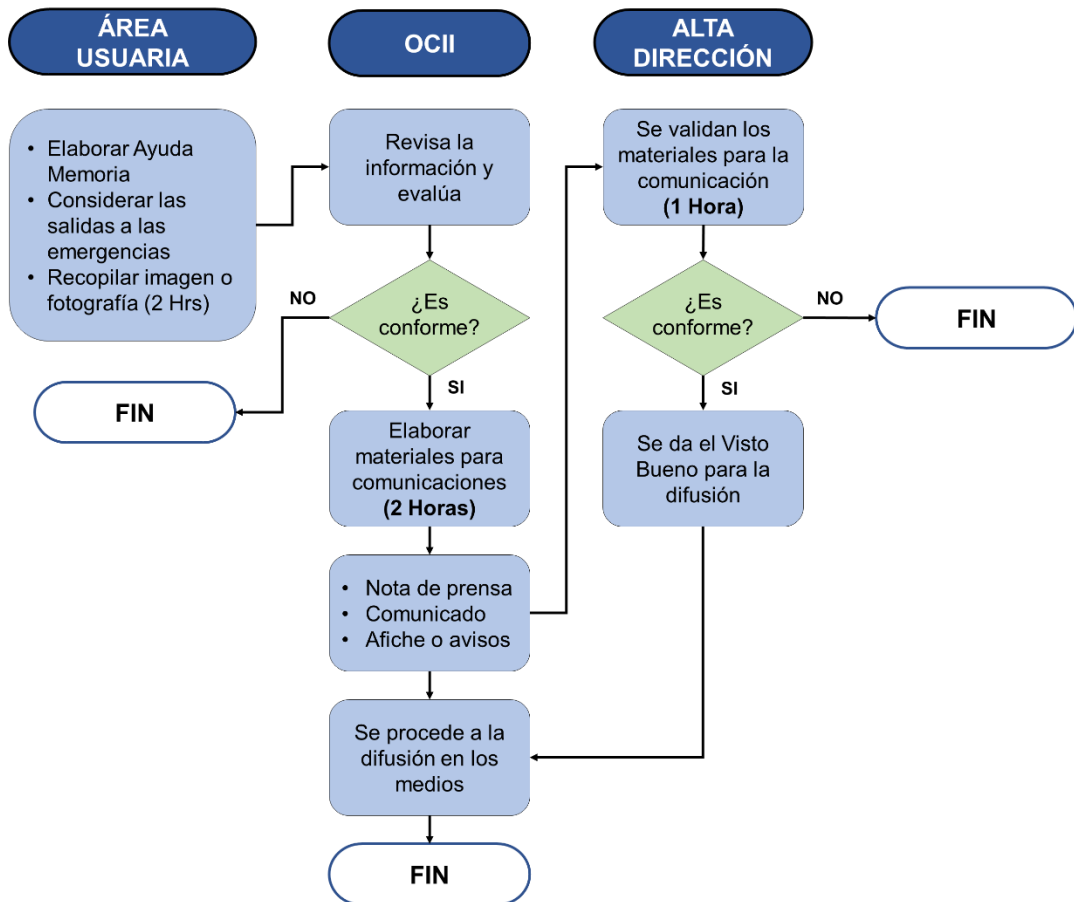 ÁREA
USUARIA
OCII
ALTA
DIRECCIÓN
• Elaborar Ayuda
Memoria
• Considerar las
salidas a las
emergencias
• Recopilar imagen o
fotografía (2 Hrs)
Revisa la
información y
evalúa
Se validan los
materiales para la
comunicación
(1 Hora)
¿Es
conforme?
NO
SI
FIN
¿Es
conforme?
NO
SI
FIN
Elaborar
materiales para
comunicaciones
(2 Horas)
Se da el Visto
Bueno para la
difusión
• Nota de prensa
• Comunicado
• Afiche o avisos
Se procede a la
difusión en los
medios
FIN